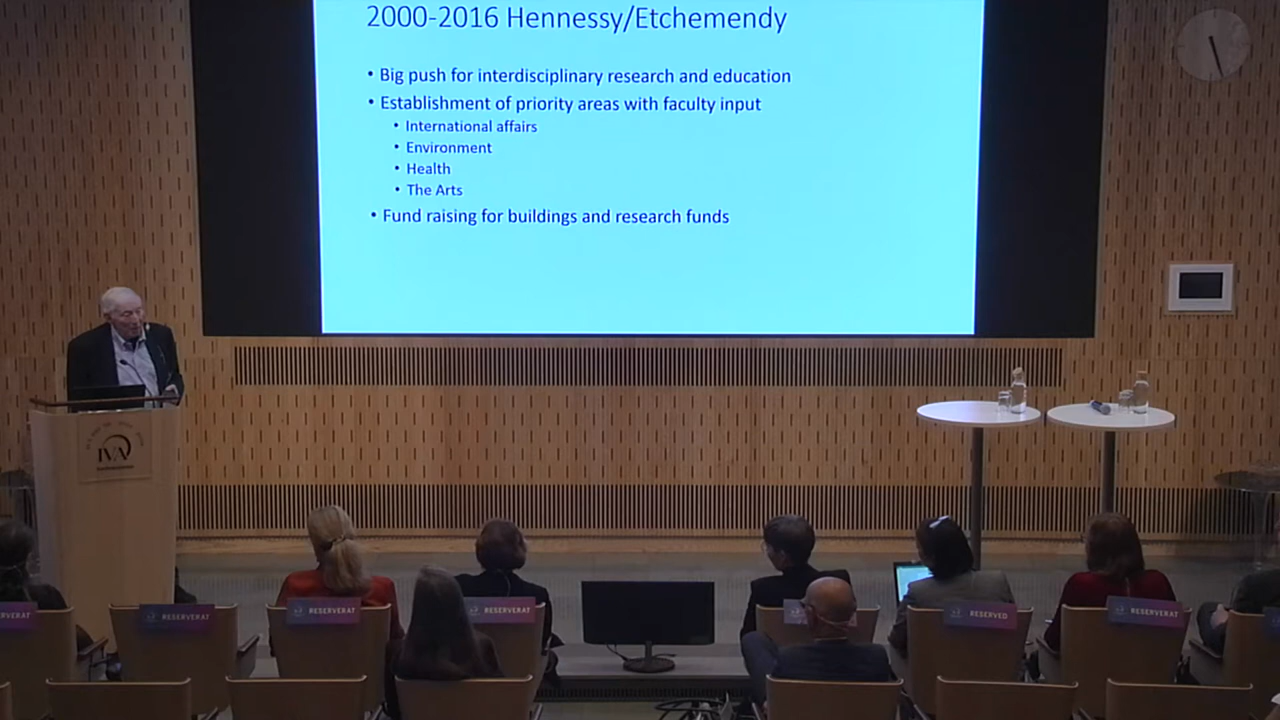 2000-2016 Hennessy/Etchemendy
• Big push for interdisciplinary research and education
• Establishment of priority areas with faculty input
• International affairs
• Environment
• Health
• The Arts
• Fund raising for buildings and research funds
IVA
RESERVERAT
RESERVERAT
RESERVERAT
RESERVED
RESERVERAT